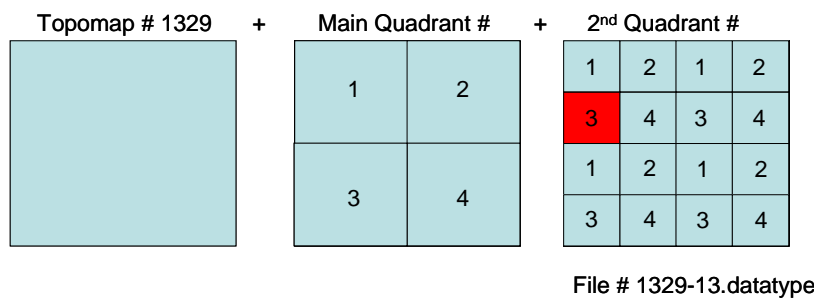 Topomap # 1329 + Main Quadrant # + 2nd Quadrant #
1 2
3 4
1 2 1 2
3 4 3 4
1 2 1 2
3 4 3 4
File # 1329-13.datatype